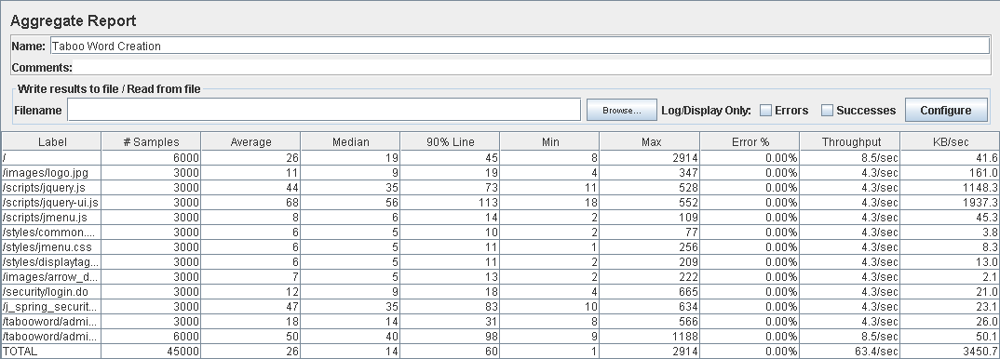 Aggregate Report
Name: Taboo Word Creation
Comments:
Write results to file / Read from file
Filename Browse... Log/Display Only: Errors Successes Configure
Label # Samples Average Median 90% Line Min Max Error % Throughput KB/sec
/ 6000 26 19 45 8 2914 0.00% 8.5/sec 41.6
/images/logo.jpg 3000 11 9 19 4 347 0.00% 4.3/sec 161.0
/scripts/jquery.js 3000 44 35 73 11 528 0.00% 4.3/sec 1148.3
/scripts/jquery-ui.js 3000 68 56 113 18 552 0.00% 4.3/sec 1937.3
/scripts/jmenu.js 3000 8 6 14 2 109 0.00% 4.3/sec 45.3
/styles/common.... 3000 6 5 10 2 77 0.00% 4.3/sec 3.8
/styles/jmenu.css 3000 6 5 11 1 256 0.00% 4.3/sec 8.3
/styles/displaytag... 3000 6 5 11 2 209 0.00% 4.3/sec 13.0
/images/arrow_d... 3000 7 5 13 2 222 0.00% 4.3/sec 2.1
/security/login.do 3000 12 9 18 4 665 0.00% 4.3/sec 21.0
/j_spring_securit... 3000 47 35 83 10 634 0.00% 4.3/sec 23.1
/tabooword/admi... 3000 18 14 31 8 566 0.00% 4.3/sec 26.0
/tabooword/admi... 6000 50 40 98 9 1188 0.00% 8.5/sec 50.1
TOTAL 45000 26 14 60 1 2914 0.00% 63.4/sec 3450.7